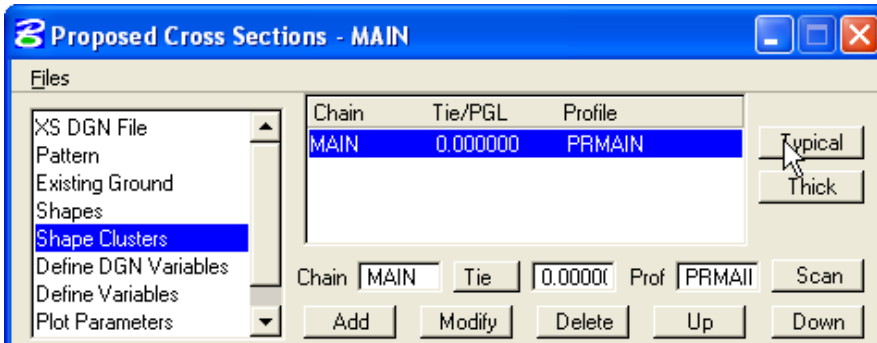 Proposed Cross Sections - MAIN
Files
XS DGN File
Pattern
Existing Ground
Shapes
Shape Clusters
Define DGN Variables
Define Variables
Plot Parameters
Chain Tie/PGL Profile
MAIN 0.000000 PRMAIN
Typical
Thick
Chain MAIN Tie 0.0000( Prof PRMAII Scan
Add Modify Delete Up Down